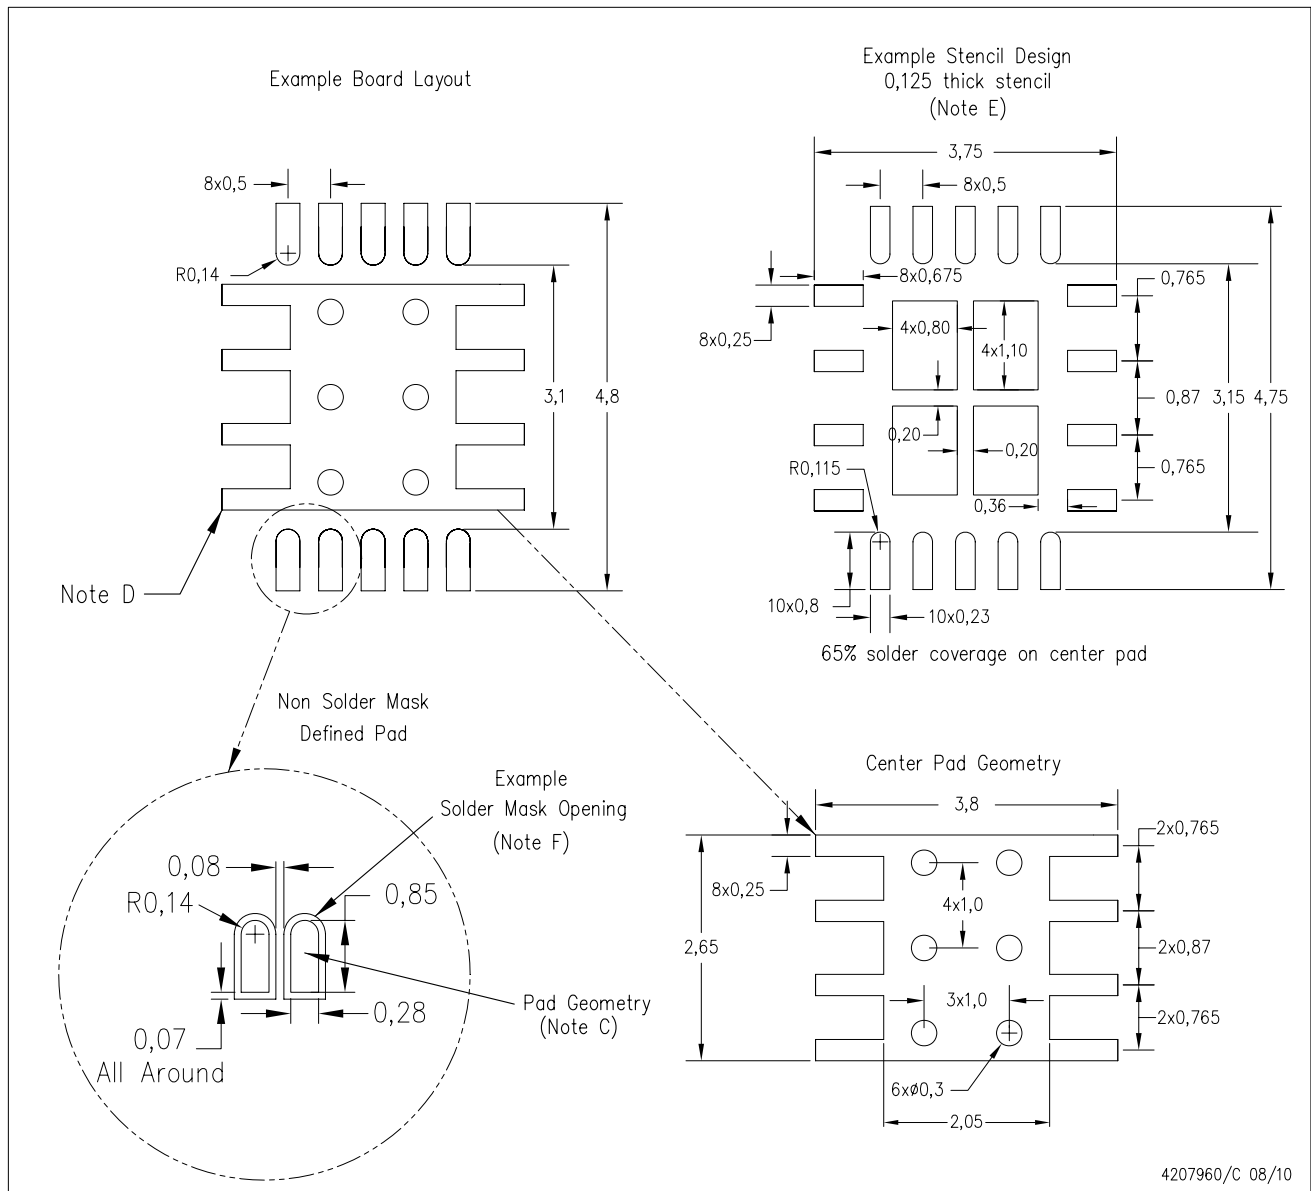 Example Board Layout
8x0,5
R0,14
3,1
4,8
Note D
Example Stencil Design
0,125 thick stencil
(Note E)
3,75
8x0,5
8x0,675
0,765
8x0,25
4x0,80
4x1,10
0,87
3,15
4,75
0,20
0,20
R0,115
0,765
0,36
10x0,8
10x0,23
65% solder coverage on center pad
Non Solder Mask
Defined Pad
Example
Solder Mask Opening
(Note F)
0,08
R0,14
0,85
Pad Geometry
(Note C)
0,28
0,07
All Around
Center Pad Geometry
3,8
2x0,765
8x0,25
4x1,0
2,65
2x0,87
3x1,0
2x0,765
6xø0,3
2,05
4207960/C 08/10